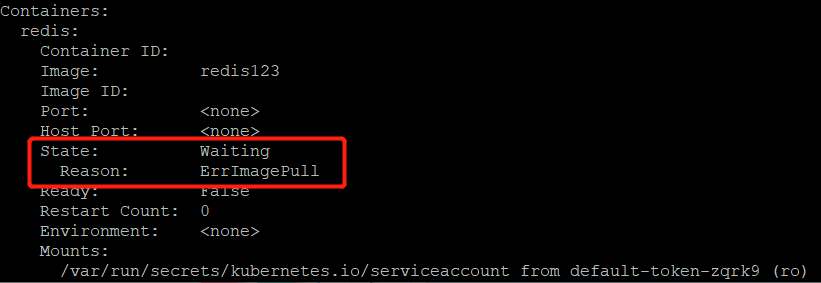 Containers:
redis:
Container ID:
Image: redis123
Image ID:
Port: <none>
Host Port: <none>
State: Waiting
Reason: ErrImagePull
Ready: False
Restart Count: 0
Environment: <none>
Mounts:
/var/run/secrets/kubernetes.io/serviceaccount from default-token-zqrk9 (ro)